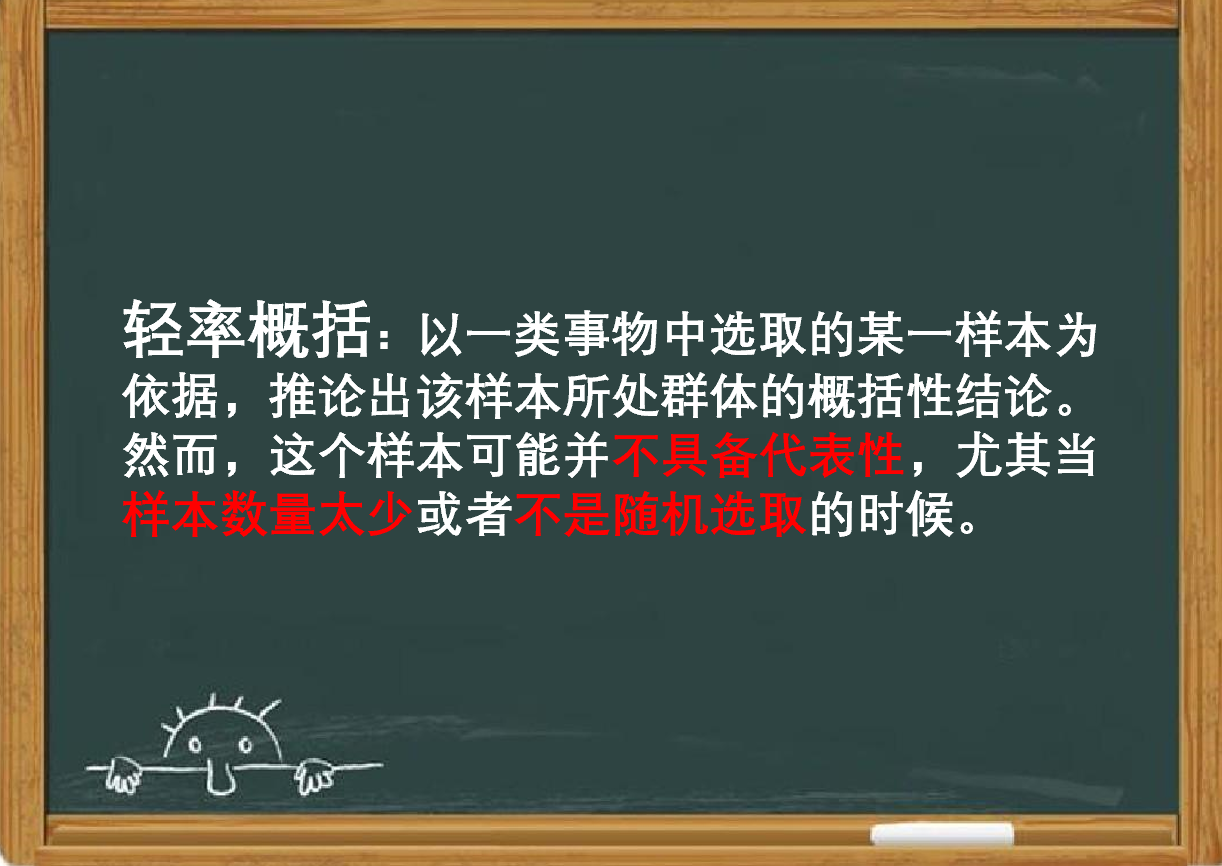 轻率概括：以一类事物中选取的某一样本为
依据，推论出该样本所处群体的概括性结论。
然而，这个样本可能并不具备代表性，尤其当
样本数量太少或者不是随机选取的时候。